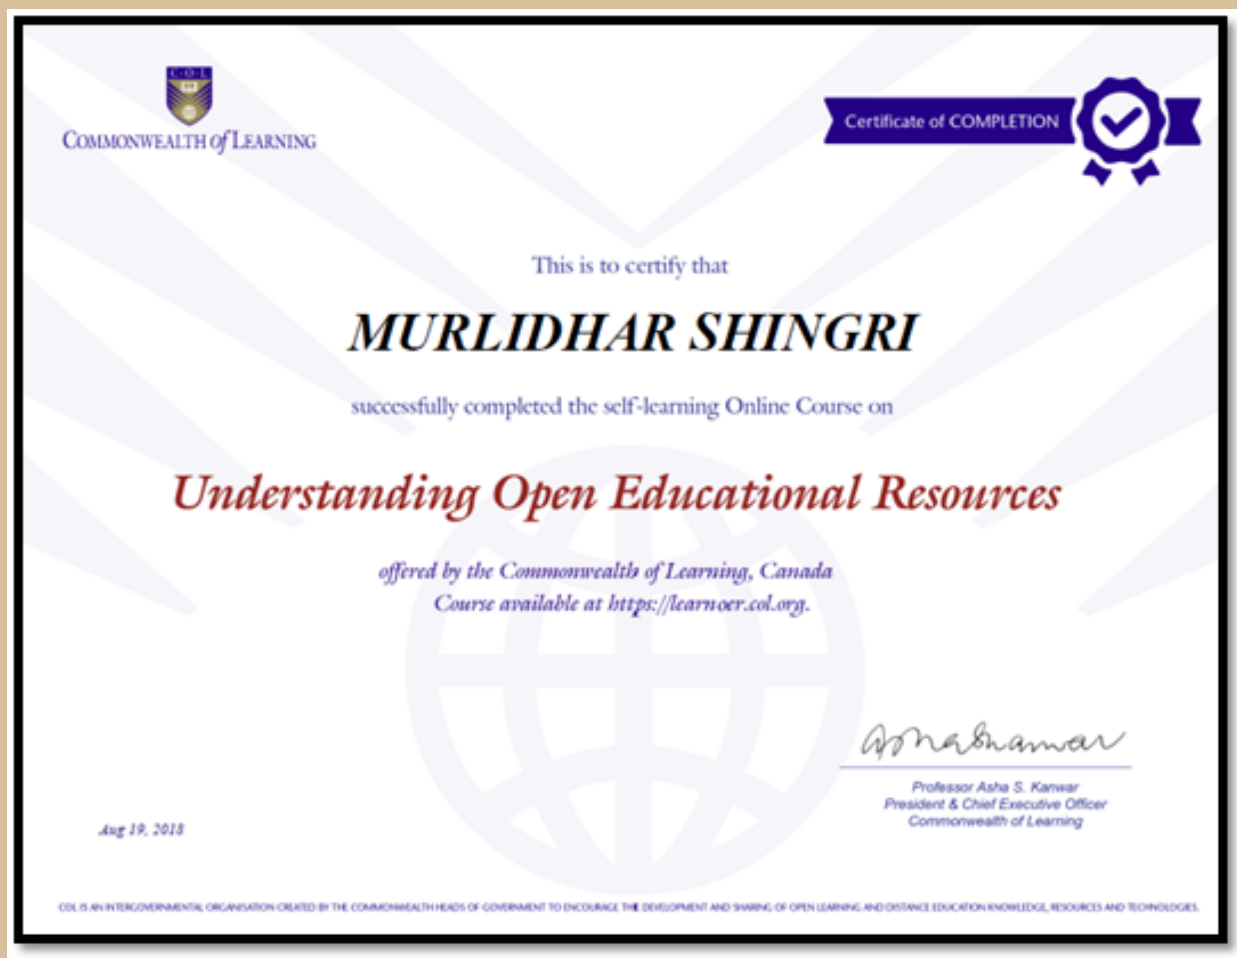 C·O·L
COMMONWEALTH of LEARNING
Certificate of COMPLETION
This is to certify that
MURLIDHAR SHINGRI
successfully completed the self-learning Online Course on
Understanding Open Educational Resources
offered by the Commonwealth of Learning, Canada
Course available at https://learnoer.col.org.
AshaSKanwar
Professor Asha S. Kanwar
President & Chief Executive Officer
Commonwealth of Learning
Aug 19, 2018
COL IS AN INTERGOVERNMENTAL ORGANISATION CREATED BY THE COMMONWEALTH HEADS OF GOVERNMENT TO ENCOURAGE THE DEVELOPMENT AND SHARING OF OPEN LEARNING AND DISTANCE EDUCATION KNOWLEDGE, RESOURCES AND TECHNOLOGIES.